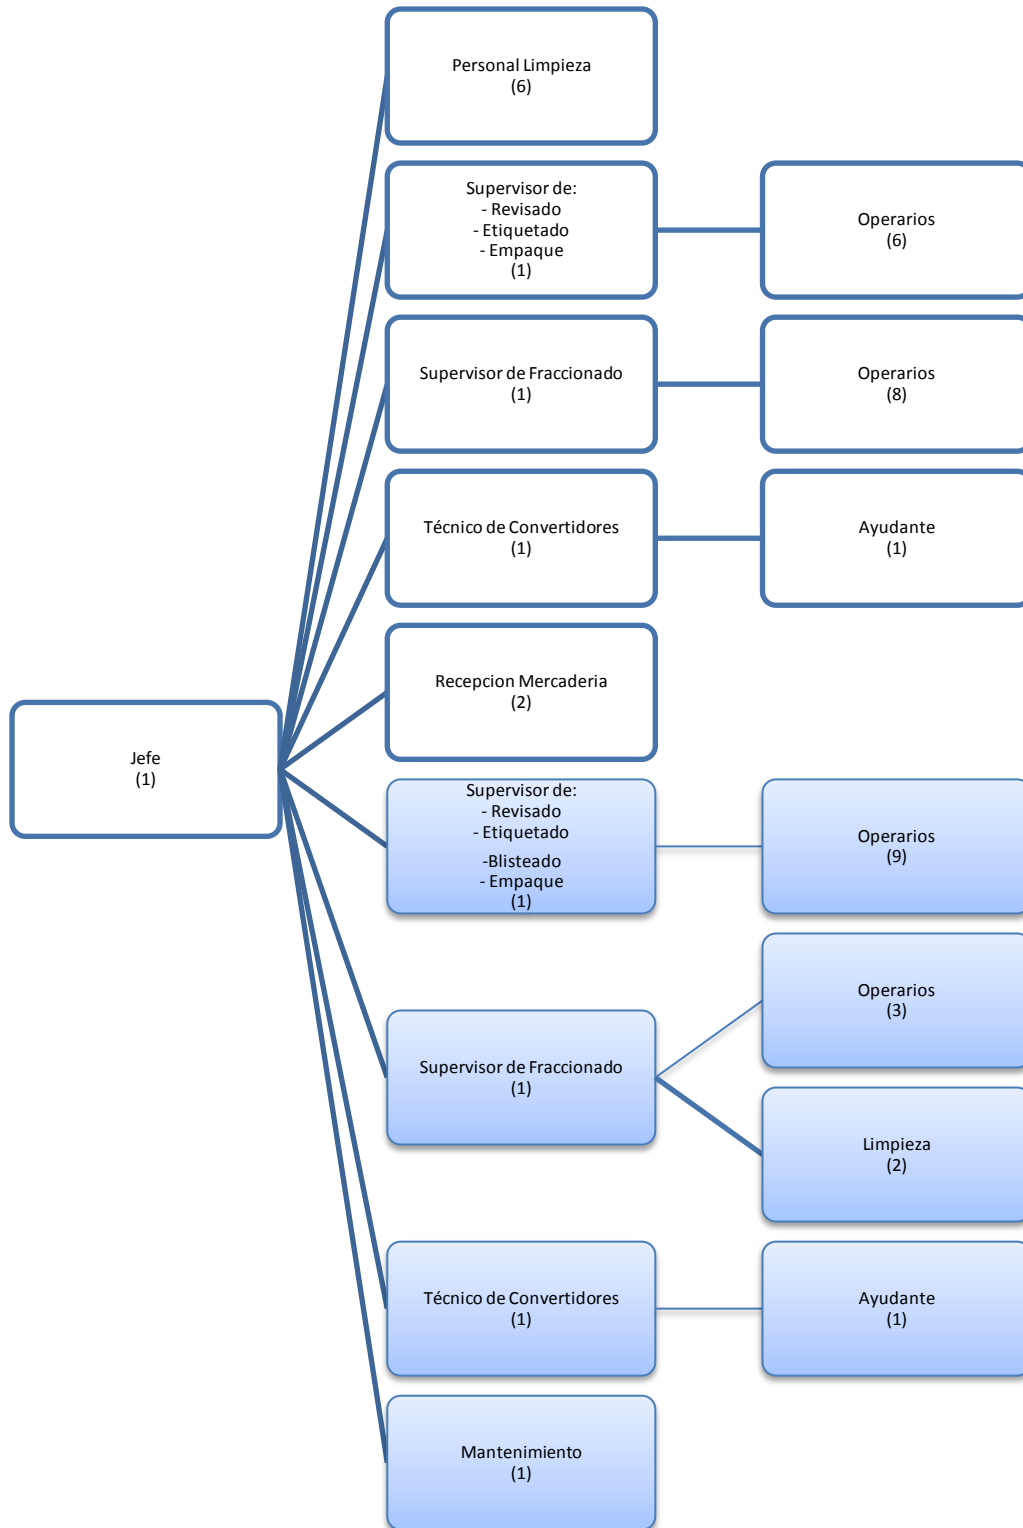 Personal Limpieza
(6)
Supervisor de:
- Revisado
- Etiquetado
- Empaque
(1)
Operarios
(6)
Supervisor de Fraccionado
(1)
Operarios
(8)
Técnico de Convertidores
(1)
Ayudante
(1)
Recepcion Mercaderia
(2)
Jefe
(1)
Supervisor de:
- Revisado
- Etiquetado
-Blisteado
- Empaque
(1)
Operarios
(9)
Operarios
(3)
Supervisor de Fraccionado
(1)
Limpieza
(2)
Técnico de Convertidores
(1)
Ayudante
(1)
Mantenimiento
(1)